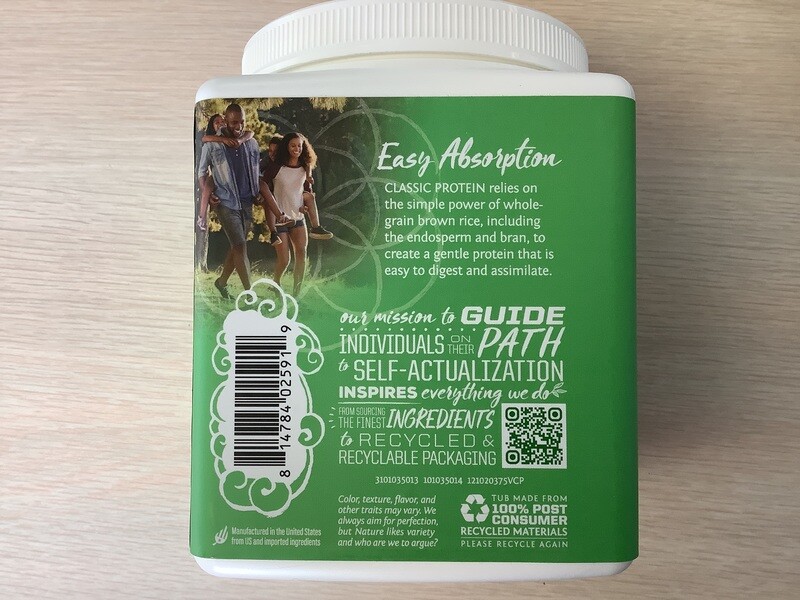 Easy Absorption
CLASSIC PROTEIN relies on
the simple power of whole-
grain brown rice, including
the endosperm and bran, to
create a gentle protein that is
easy to digest and assimilate.
our mission to GUIDE
INDIVIDUALS ON THEIR PATH
to SELF-ACTUALIZATION
INSPIRES everything we do
FROM SOURCING
THE FINEST INGREDIENTS
to RECYCLED &
RECYCLABLE PACKAGING
3101035013 101035014 121020375VCP
8 14784 02591 9
Manufactured in the United States
from US and imported ingredients
Color, texture, flavor, and
other traits may vary. We
always aim for perfection,
but Nature likes variety
and who are we to argue?
TUB MADE FROM
100% POST
CONSUMER
RECYCLED MATERIALS
PLEASE RECYCLE AGAIN